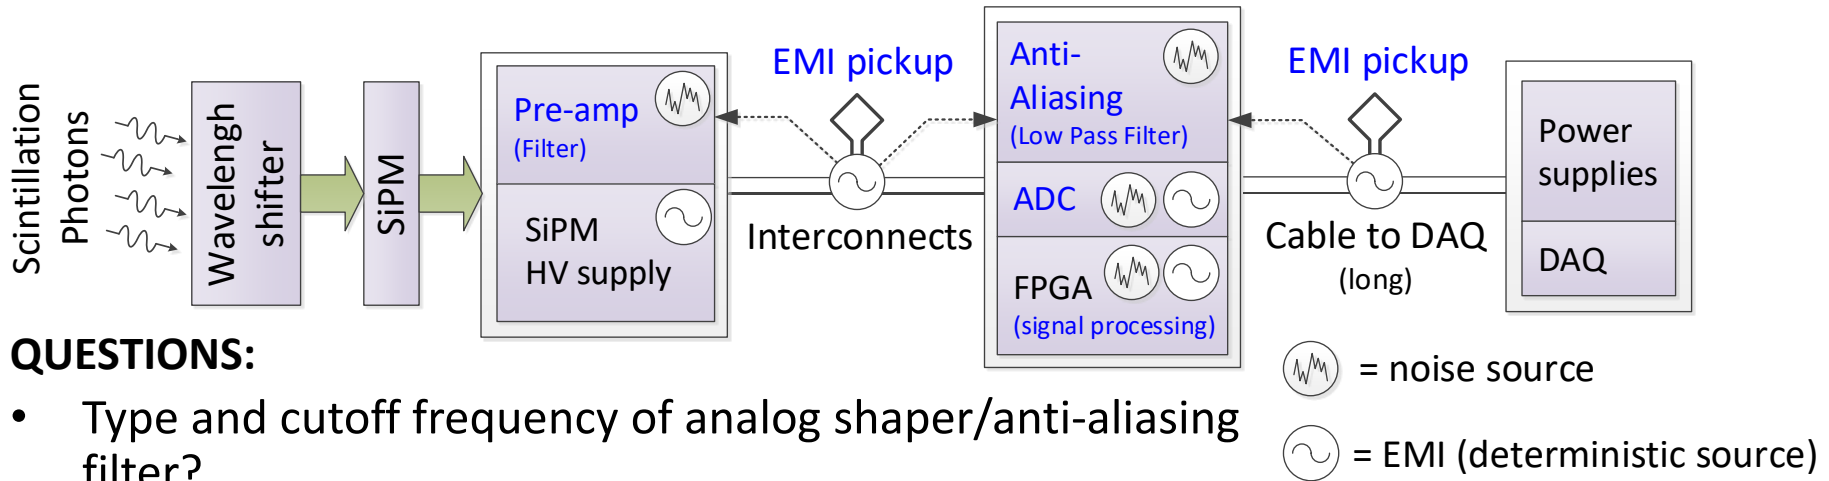 Scintillation
Photons
Wavelengh
shifter
SiPM
Pre-amp
(Filter)
SiPM
HV supply
EMI pickup
Interconnects
Anti-
Aliasing
(Low Pass Filter)
ADC
FPGA
(signal processing)
EMI pickup
Cable to DAQ
(long)
Power
supplies
DAQ
QUESTIONS:
• Type and cutoff frequency of analog shaper/anti-aliasing
filter?
= noise source
= EMI (deterministic source)